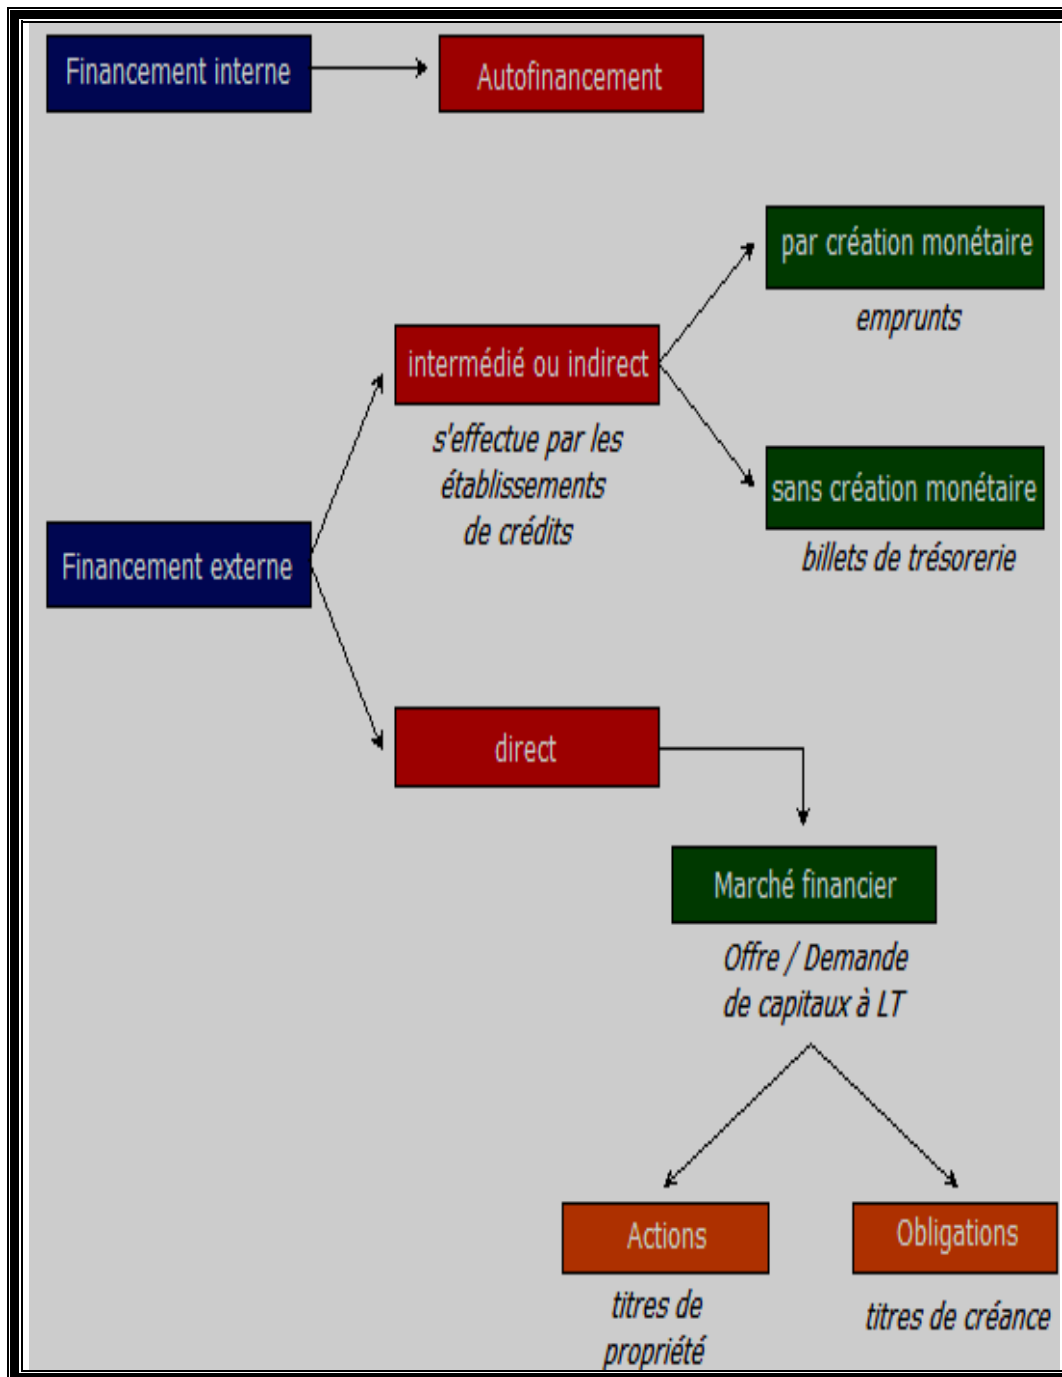 Financement interne
Autofinancement
par création monétaire
emprunts
intermédié ou indirect
s'effectue par les
établissements
de crédits
sans création monétaire
billets de trésorerie
Financement externe
direct
Marché financier
Offre / Demande
de capitaux à LT
Actions
titres de
propriété
Obligations
titres de créance